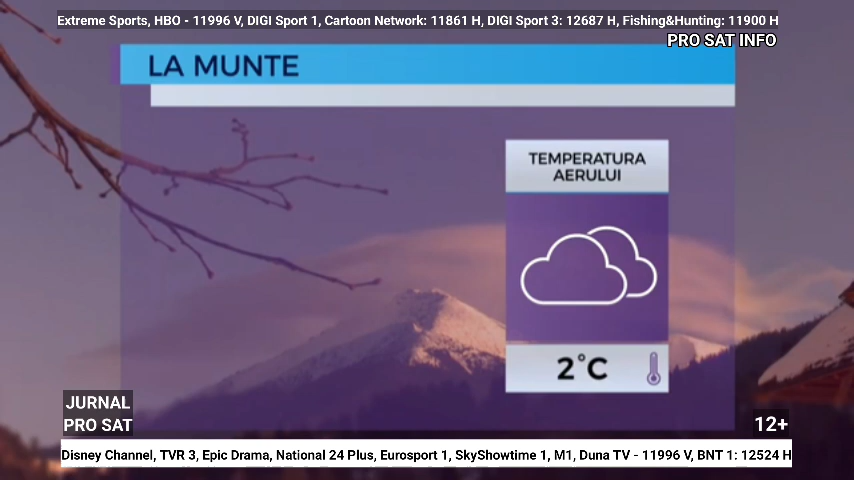 Extreme Sports, HBO - 11996 V, DIGI Sport 1, Cartoon Network: 11861 H, DIGI Sport 3: 12687 H, Fishing&Hunting: 11900 H
PRO SAT INFO
LA MUNTE
TEMPERATURA
AERULUI
2°C
JURNAL
PRO SAT
12+
Disney Channel, TVR 3, Epic Drama, National 24 Plus, Eurosport 1, SkyShowtime 1, M1, Duna TV - 11996 V, BNT 1: 12524 H